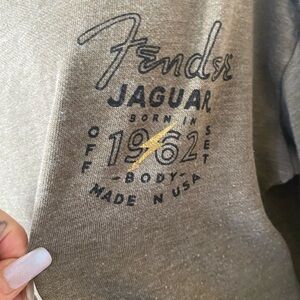 Fender
JAGUAR
BORN IN
OFF 1962 SET
-BODY-
MADE N USA